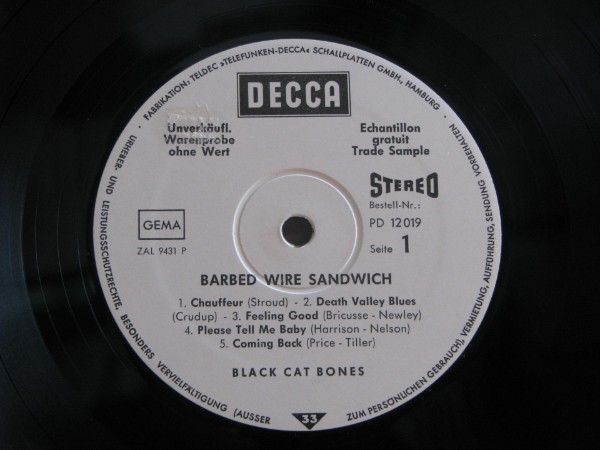 FABRIKATION: TELDEC »TELEFUNKEN-DECCA« SCHALLPLATTEN GMBH., HAMBURG
URHEBER- UND LEISTUNGSSCHUTZRECHTE, BESONDERS VERVIELFÄLTIGUNG (AUSSER
ZUM PERSÖNLICHEN GEBRAUCH), VERMIETUNG, AUFFÜHRUNG, SENDUNG VORBEHALTEN
DECCA
Unverkäufl.
Warenprobe
ohne Wert
Echantillon
gratuit
Trade Sample
STEREO
Bestell-Nr.:
PD 12019
Seite 1
GEMA
ZAL 9431 P
BARBED WIRE SANDWICH
1. Chauffeur (Stroud) - 2. Death Valley Blues
(Crudup) - 3. Feeling Good (Bricusse - Newley)
4. Please Tell Me Baby (Harrison - Nelson)
5. Coming Back (Price - Tiller)
BLACK CAT BONES
33